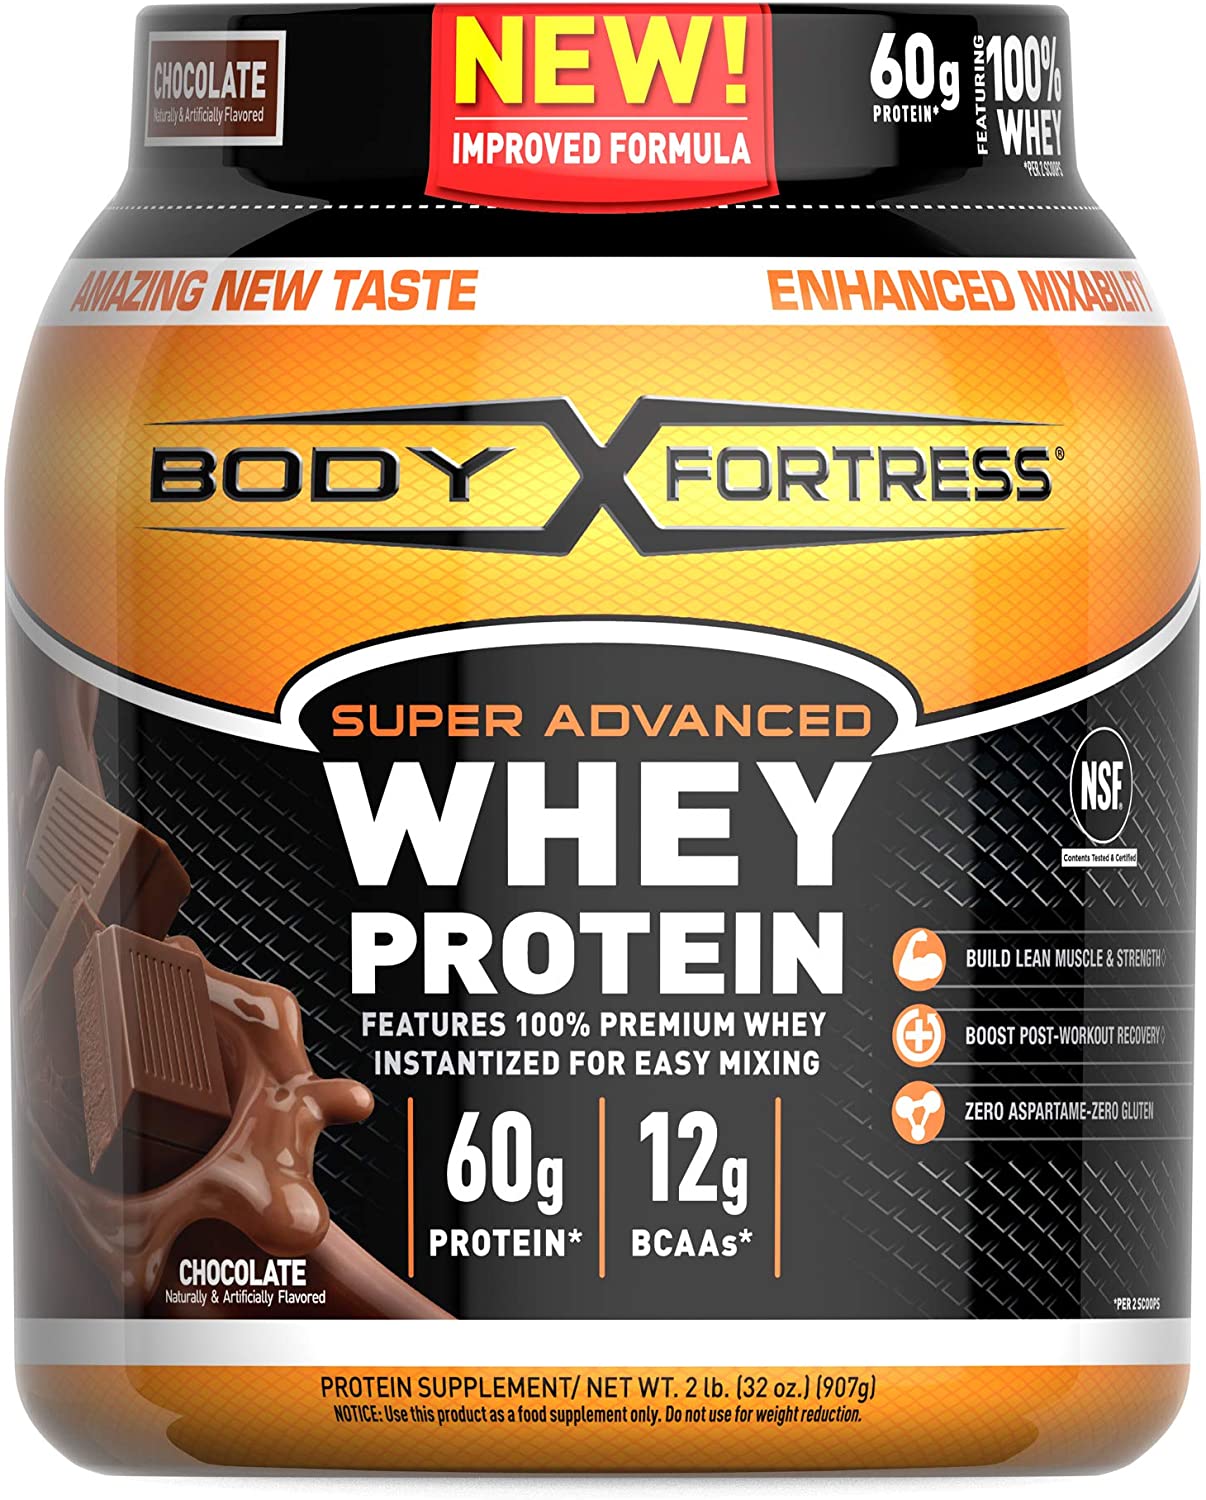 CHOCOLATE
Naturally & Artificially Flavored
NEW!
IMPROVED FORMULA
60g
PROTEIN*
FEATURING
100%
WHEY
*PER 2 SCOOPS
AMAZING NEW TASTE
ENHANCED MIXABILITY
BODY FORTRESS®
SUPER ADVANCED
WHEY
PROTEIN
FEATURES 100% PREMIUM WHEY
INSTANTIZED FOR EASY MIXING
60g
PROTEIN*
12g
BCAAs*
NSF®
Contents Tested & Certified
BUILD LEAN MUSCLE & STRENGTH◊
BOOST POST-WORKOUT RECOVERY◊
ZERO ASPARTAME-ZERO GLUTEN
CHOCOLATE
Naturally & Artificially Flavored
*PER 2 SCOOPS
PROTEIN SUPPLEMENT/ NET WT. 2 lb. (32 oz.) (907g)
NOTICE: Use this product as a food supplement only. Do not use for weight reduction.